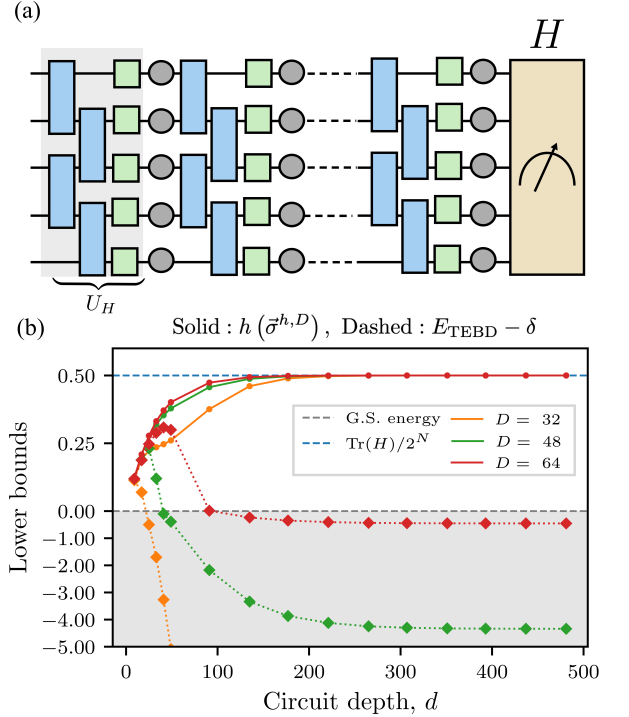 (a)
H
U_H
(b)
Solid : h (σ⃗^{h,D}) , Dashed : E_TEBD − δ
Lower bounds
0.50
0.25
0.00
−1.00
−2.00
−3.00
−4.00
−5.00
G.S. energy
Tr(H)/2^N
D = 32
D = 48
D = 64
0
100
200
300
400
500
Circuit depth, d